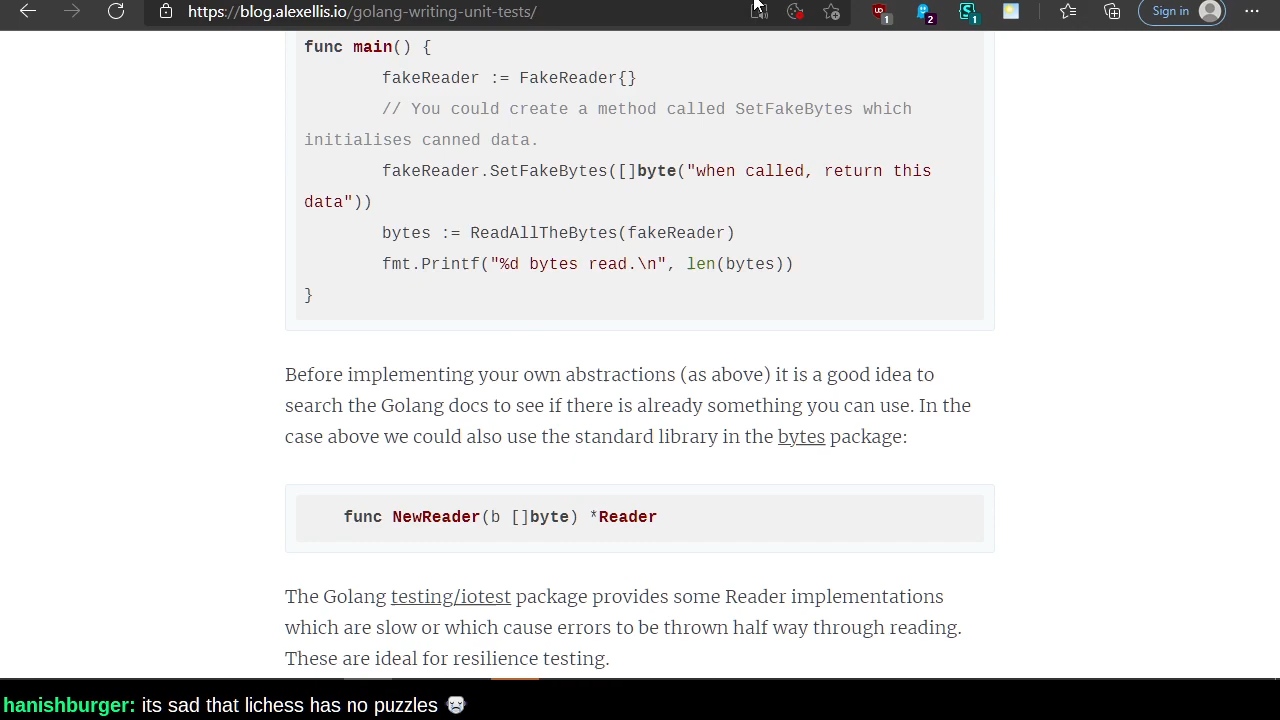 https://blog.alexellis.io/golang-writing-unit-tests/
1
2
1
Sign in
func main() {
fakeReader := FakeReader{}
// You could create a method called SetFakeBytes which
initialises canned data.
fakeReader.SetFakeBytes([]byte("when called, return this
data"))
bytes := ReadAllTheBytes(fakeReader)
fmt.Printf("%d bytes read.\n", len(bytes))
}
Before implementing your own abstractions (as above) it is a good idea to
search the Golang docs to see if there is already something you can use. In the
case above we could also use the standard library in the bytes package:
func NewReader(b []byte) *Reader
The Golang testing/iotest package provides some Reader implementations
which are slow or which cause errors to be thrown half way through reading.
These are ideal for resilience testing.
hanishburger: its sad that lichess has no puzzles